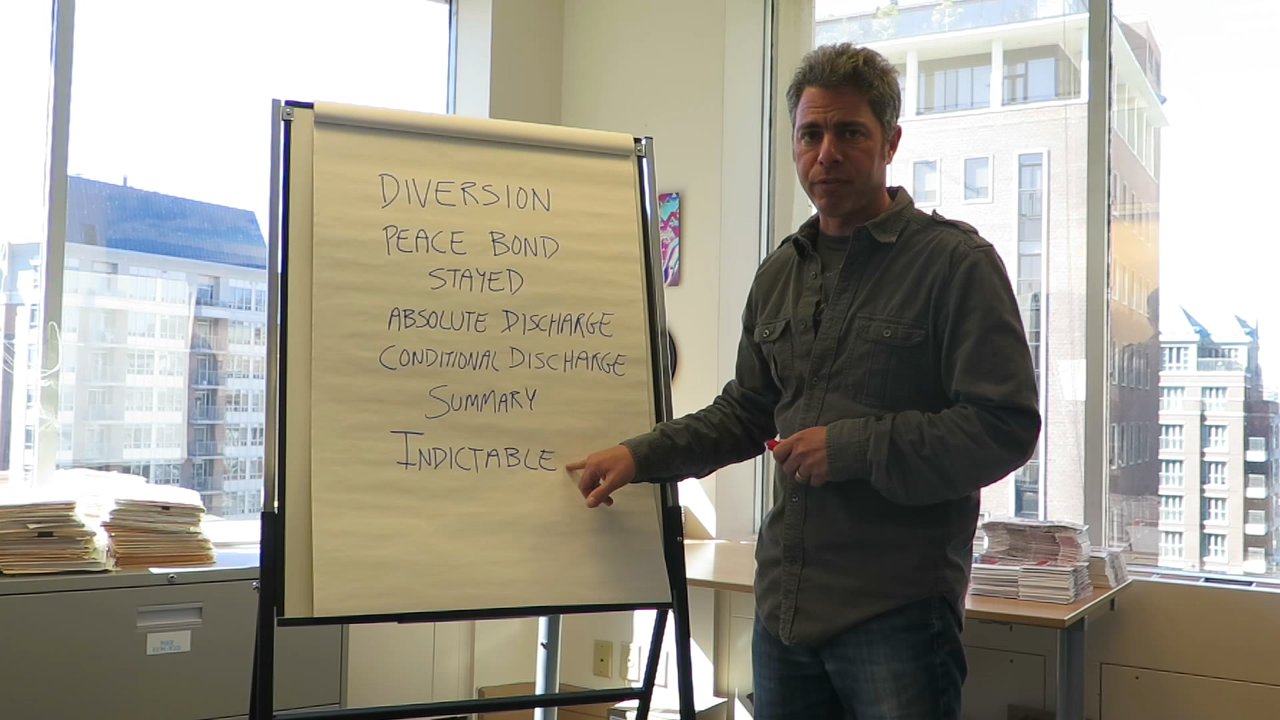 DIVERSION
PEACE BOND
STAYED
ABSOLUTE DISCHARGE
CONDITIONAL DISCHARGE
SUMMARY
INDICTABLE